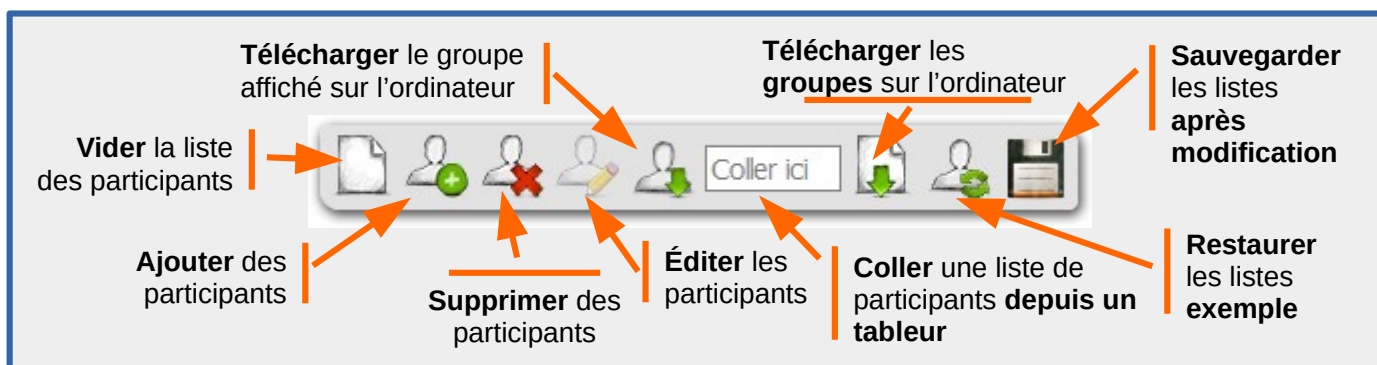 Télécharger le groupe
affiché sur l’ordinateur
Télécharger les
groupes sur l’ordinateur
Sauvegarder
les listes
après
modification
Vider la liste
des participants
Coller ici
Ajouter des
participants
Supprimer des
participants
Éditer les
participants
Coller une liste de
participants depuis un
tableur
Restaurer
les listes
exemple